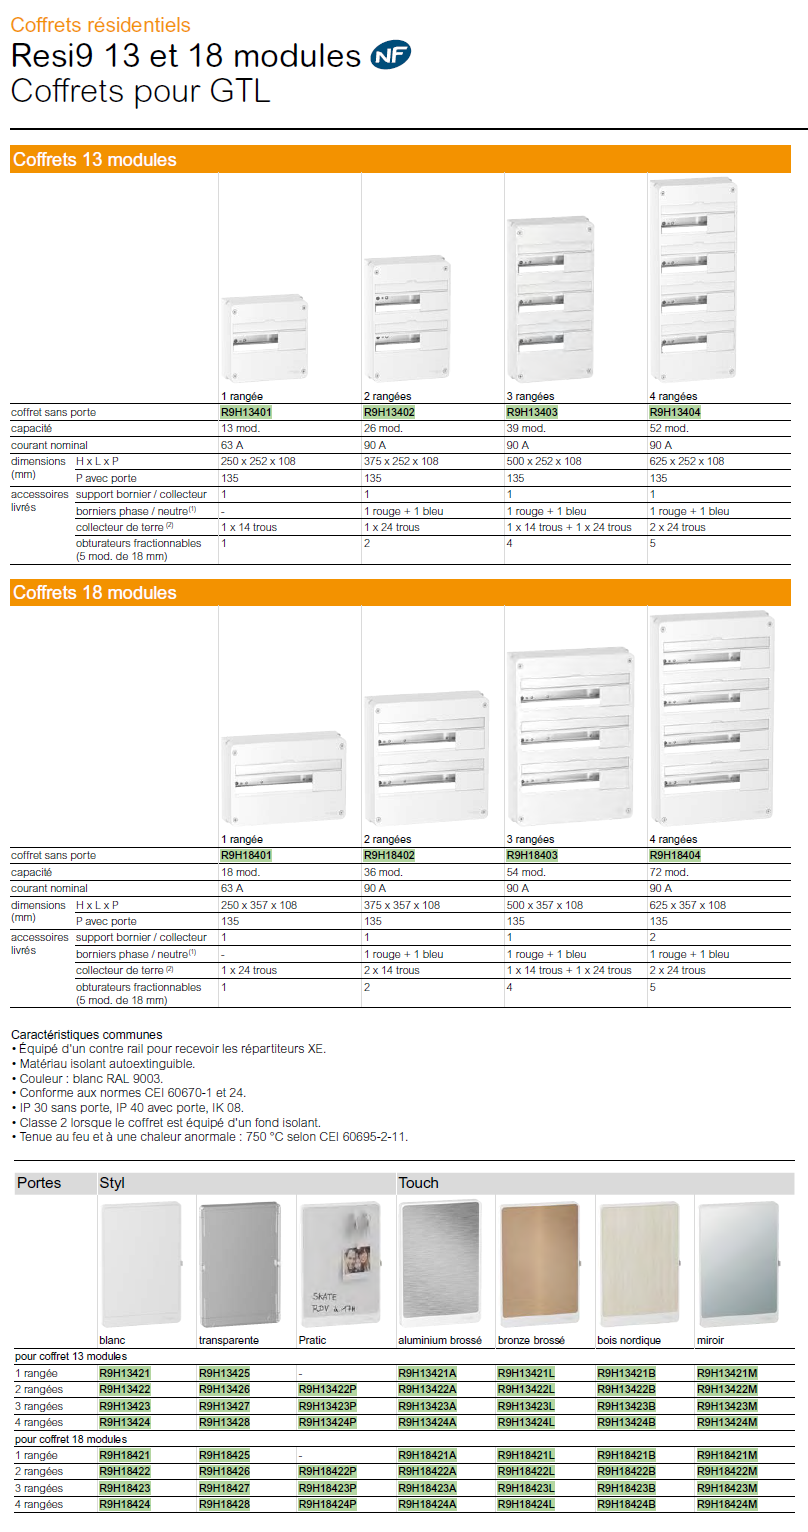 Coffrets résidentiels
Resi9 13 et 18 modules NF
Coffrets pour GTL
Coffrets 13 modules
1 rangée 2 rangées 3 rangées 4 rangées
coffret sans porte R9H13401 R9H13402 R9H13403 R9H13404
capacité 13 mod. 26 mod. 39 mod. 52 mod.
courant nominal 63 A 90 A 90 A 90 A
dimensions (mm) H x L x P 250 x 252 x 108 375 x 252 x 108 500 x 252 x 108 625 x 252 x 108
P avec porte 135 135 135 135
accessoires livrés support bornier / collecteur 1 1 1 1
borniers phase / neutre(1) - 1 rouge + 1 bleu 1 rouge + 1 bleu 1 rouge + 1 bleu
collecteur de terre (2) 1 x 14 trous 1 x 24 trous 1 x 14 trous + 1 x 24 trous 2 x 24 trous
obturateurs fractionnables 1 2 4 5
(5 mod. de 18 mm)
Coffrets 18 modules
1 rangée 2 rangées 3 rangées 4 rangées
coffret sans porte R9H18401 R9H18402 R9H18403 R9H18404
capacité 18 mod. 36 mod. 54 mod. 72 mod.
courant nominal 63 A 90 A 90 A 90 A
dimensions (mm) H x L x P 250 x 357 x 108 375 x 357 x 108 500 x 357 x 108 625 x 357 x 108
P avec porte 135 135 135 135
accessoires livrés support bornier / collecteur 1 1 1 2
borniers phase / neutre(1) - 1 rouge + 1 bleu 1 rouge + 1 bleu 1 rouge + 1 bleu
collecteur de terre (2) 1 x 24 trous 2 x 14 trous 1 x 14 trous + 1 x 24 trous 2 x 24 trous
obturateurs fractionnables 1 2 4 5
(5 mod. de 18 mm)
Caractéristiques communes
• Équipé d'un contre rail pour recevoir les répartiteurs XE.
• Matériau isolant autoextinguible.
• Couleur : blanc RAL 9003.
• Conforme aux normes CEI 60670-1 et 24.
• IP 30 sans porte, IP 40 avec porte, IK 08.
• Classe 2 lorsque le coffret est équipé d'un fond isolant.
• Tenue au feu et à une chaleur anormale : 750 °C selon CEI 60695-2-11.
Portes Styl Touch
SKATE
RDV à 17H
blanc transparente Pratic aluminium brossé bronze brossé bois nordique miroir
pour coffret 13 modules
1 rangée R9H13421 R9H13425 - R9H13421A R9H13421L R9H13421B R9H13421M
2 rangées R9H13422 R9H13426 R9H13422P R9H13422A R9H13422L R9H13422B R9H13422M
3 rangées R9H13423 R9H13427 R9H13423P R9H13423A R9H13423L R9H13423B R9H13423M
4 rangées R9H13424 R9H13428 R9H13424P R9H13424A R9H13424L R9H13424B R9H13424M
pour coffret 18 modules
1 rangée R9H18421 R9H18425 - R9H18421A R9H18421L R9H18421B R9H18421M
2 rangées R9H18422 R9H18426 R9H18422P R9H18422A R9H18422L R9H18422B R9H18422M
3 rangées R9H18423 R9H18427 R9H18423P R9H18423A R9H18423L R9H18423B R9H18423M
4 rangées R9H18424 R9H18428 R9H18424P R9H18424A R9H18424L R9H18424B R9H18424M